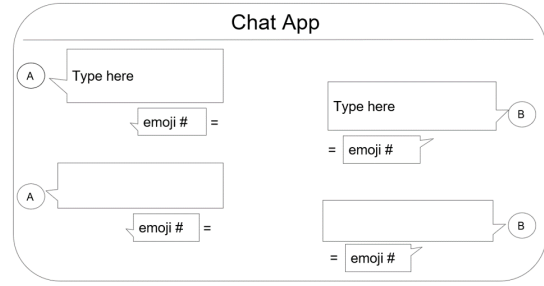 Chat App
A
Type here
emoji # =
Type here
B
= emoji #
A
emoji # =
B
= emoji #